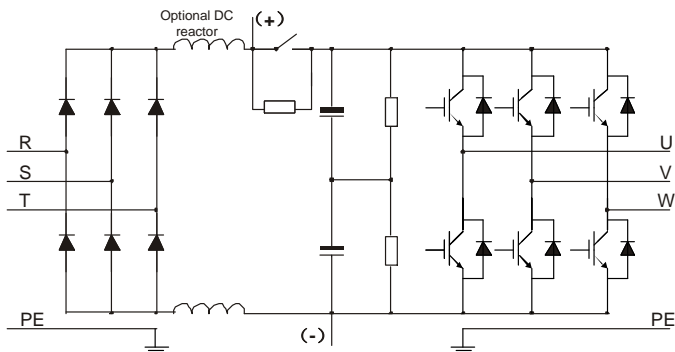 Optional DC
reactor
(+)
R
S
T
U
V
W
PE
PE
(-)